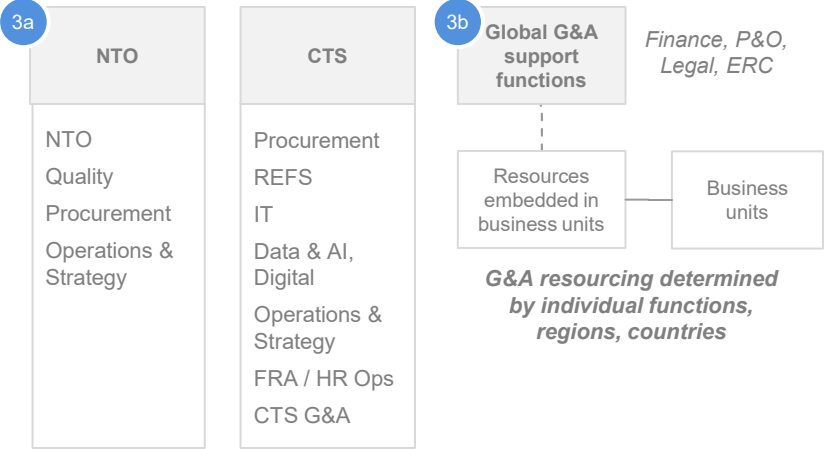 3a
NTO
NTO
Quality
Procurement
Operations &
Strategy
CTS
Procurement
REFS
IT
Data & AI,
Digital
Operations &
Strategy
FRA / HR Ops
CTS G&A
3b
Global G&A
support
functions
Finance, P&O,
Legal, ERC
Resources
embedded in
business units
Business
units
G&A resourcing determined
by individual functions,
regions, countries